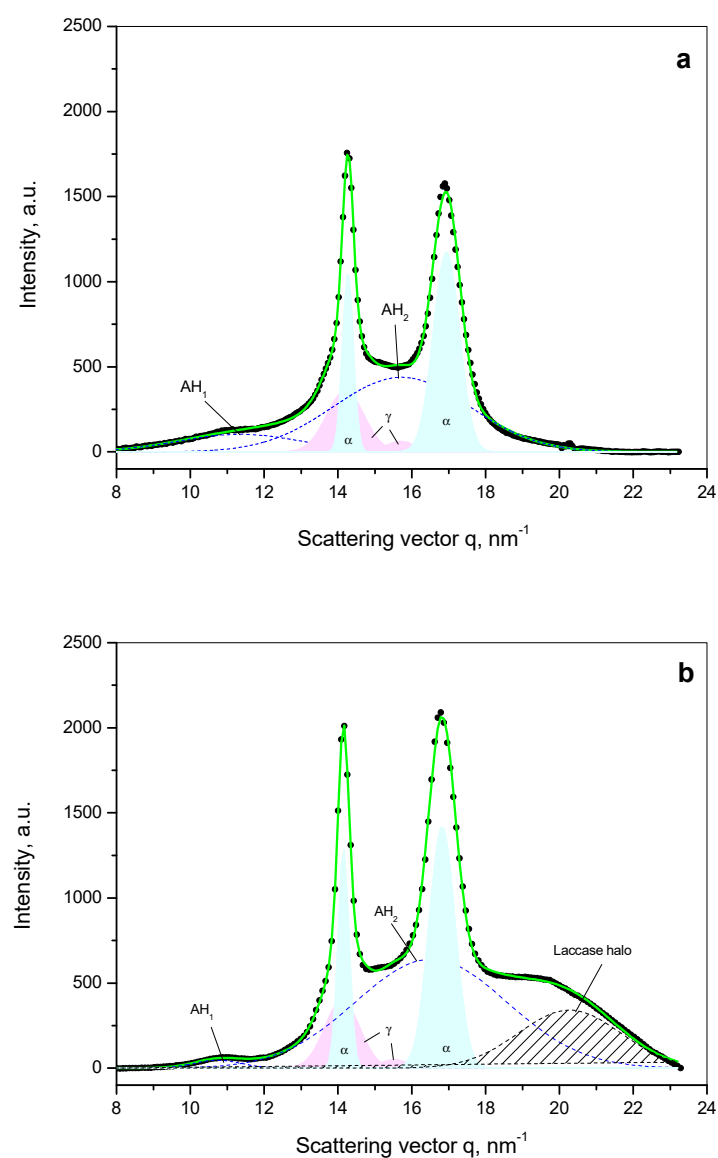 2500
a
2000
1500
1000
500
0
Intensity, a.u.
AH₁
AH₂
γ
α
α
8 10 12 14 16 18 20 22 24
Scattering vector q, nm⁻¹
2500
b
2000
1500
1000
500
0
Intensity, a.u.
AH₁
AH₂
Laccase halo
γ
α
α
8 10 12 14 16 18 20 22 24
Scattering vector q, nm⁻¹